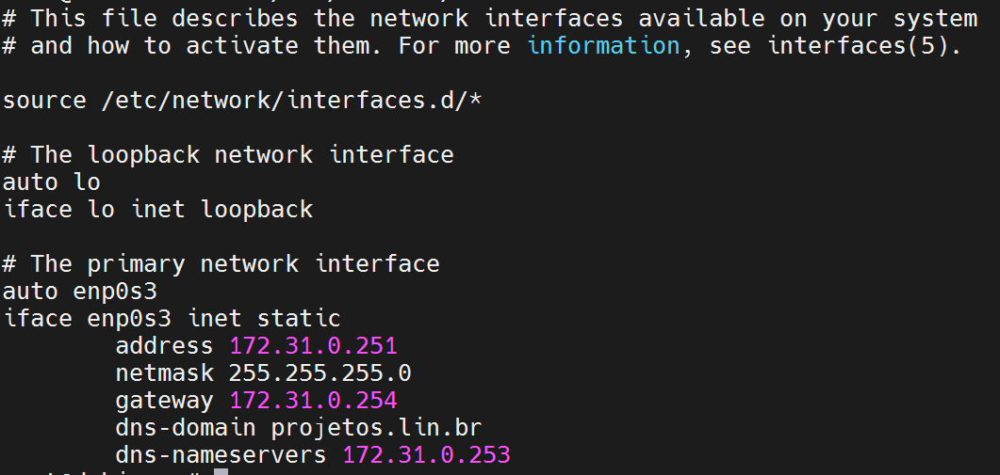 # This file describes the network interfaces available on your system
# and how to activate them. For more information, see interfaces(5).
source /etc/network/interfaces.d/*
# The loopback network interface
auto lo
iface lo inet loopback
# The primary network interface
auto enp0s3
iface enp0s3 inet static
address 172.31.0.251
netmask 255.255.255.0
gateway 172.31.0.254
dns-domain projetos.lin.br
dns-nameservers 172.31.0.253